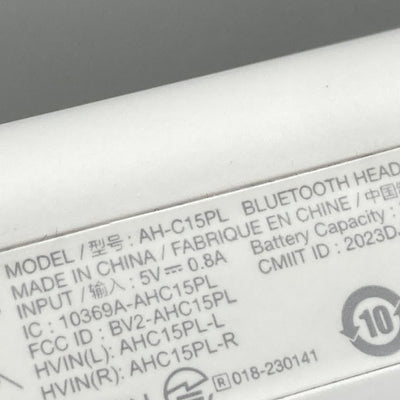 MODEL / 型号: AH-C15PL BLUETOOTH HEAD
MADE IN CHINA / FABRIQUE EN CHINE / 中国
INPUT / 输入: 5V⎓ 0.8A Battery Capacity :
IC : 10369A-AHC15PL CMIIT ID : 2023DJ
FCC ID : BV2-AHC15PL
HVIN(L): AHC15PL-L
HVIN(R): AHC15PL-R
R 018-230141
10